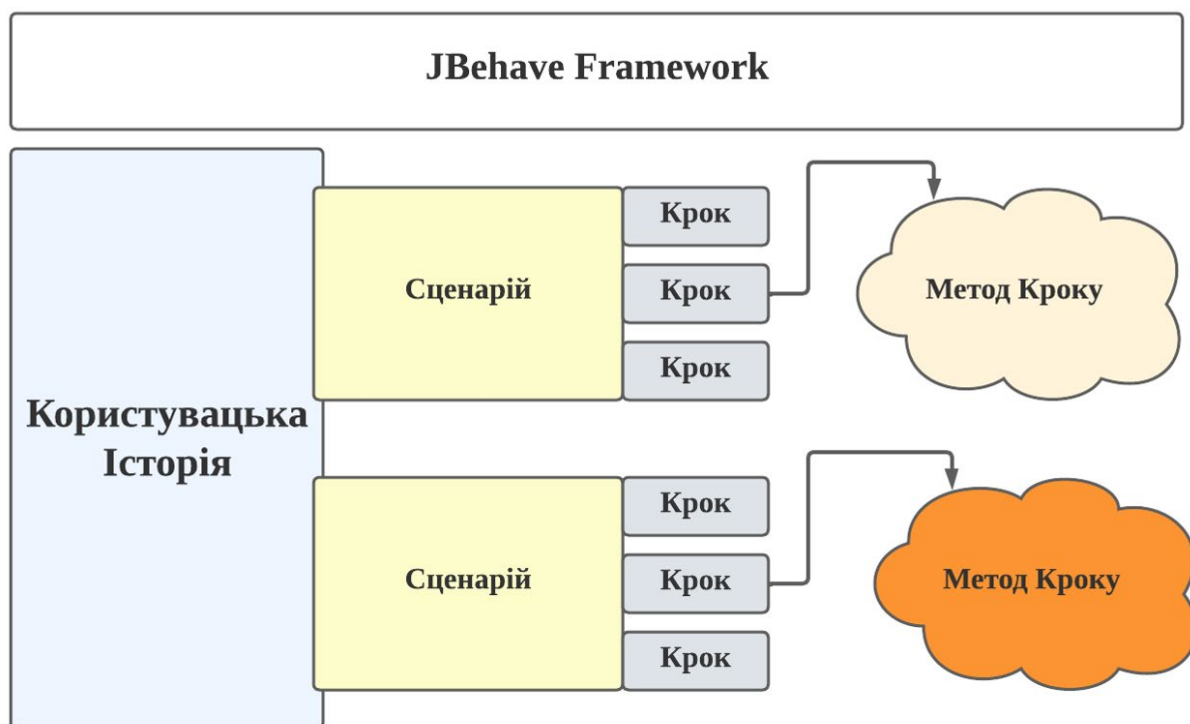 JBehave Framework
Користувацька
Історія
Сценарій
Крок
Крок
Крок
Метод Кроку
Сценарій
Крок
Крок
Крок
Метод Кроку